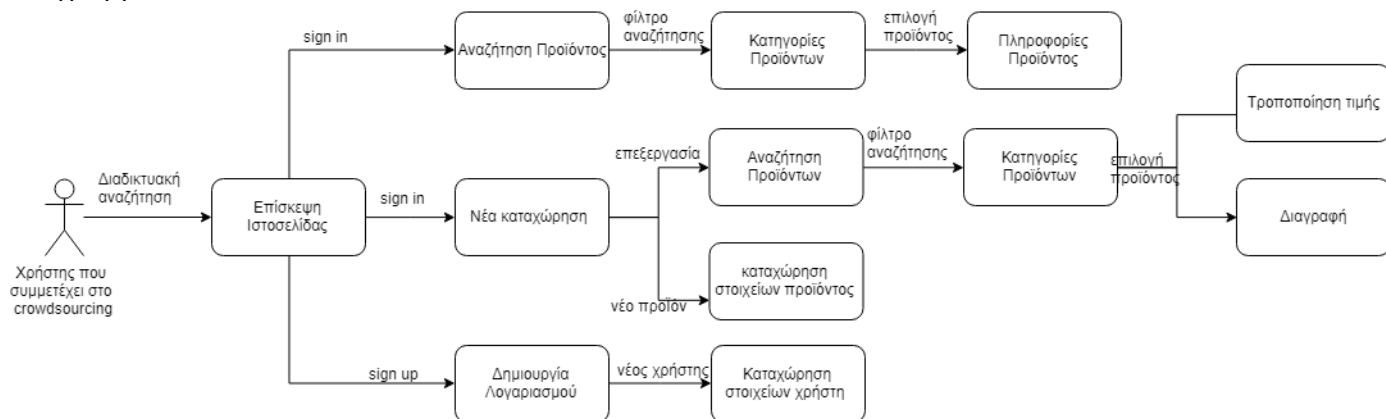 sign in
Αναζήτηση Προϊόντος
φίλτρο
αναζήτησης
Κατηγορίες
Προϊόντων
επιλογή
προϊόντος
Πληροφορίες
Προϊόντος
Τροποποίηση τιμής
επεξεργασία
Αναζήτηση
Προϊόντων
φίλτρο
αναζήτησης
Κατηγορίες
Προϊόντων
επιλογή
προϊόντος
Διαδικτυακή
αναζήτηση
Επίσκεψη
Ιστοσελίδας
sign in
Νέα καταχώρηση
Διαγραφή
Χρήστης που
συμμετέχει στο
crowdsourcing
νέο προϊόν
καταχώρηση
στοιχείων προϊόντος
sign up
Δημιουργία
Λογαριασμού
νέος χρήστης
Καταχώρηση
στοιχείων χρήστη